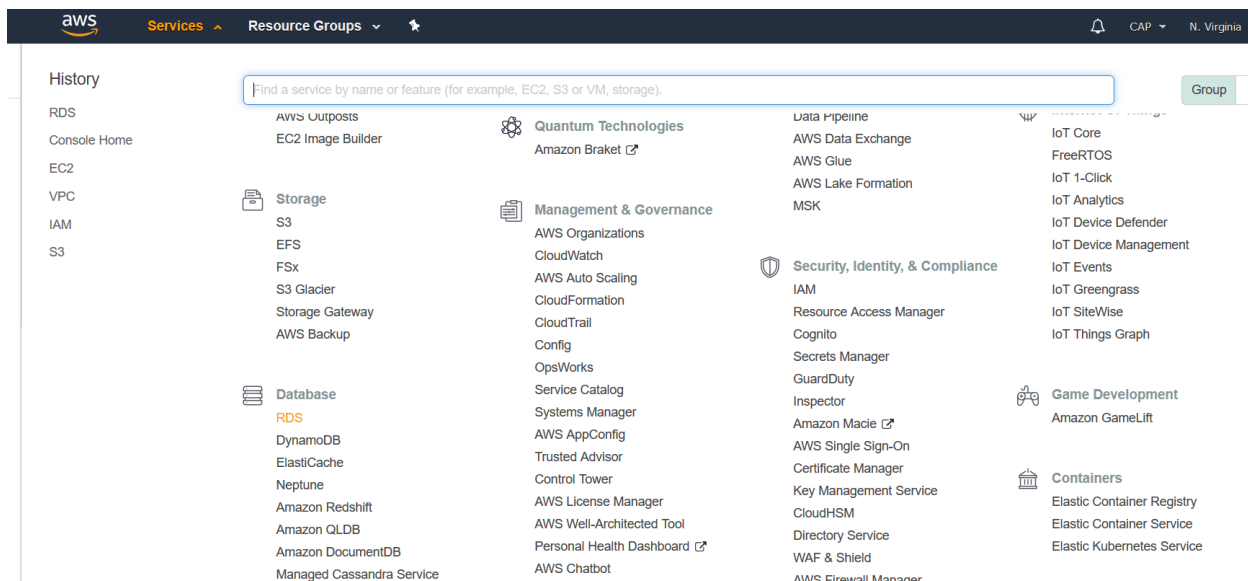 aws
Services
Resource Groups
CAP
N. Virginia
History
RDS
Console Home
EC2
VPC
IAM
S3
Find a service by name or feature (for example, EC2, S3 or VM, storage).
Group
AWS Outposts
EC2 Image Builder
Storage
S3
EFS
FSx
S3 Glacier
Storage Gateway
AWS Backup
Database
RDS
DynamoDB
ElastiCache
Neptune
Amazon Redshift
Amazon QLDB
Amazon DocumentDB
Managed Cassandra Service
Quantum Technologies
Amazon Braket
Management & Governance
AWS Organizations
CloudWatch
AWS Auto Scaling
CloudFormation
CloudTrail
Config
OpsWorks
Service Catalog
Systems Manager
AWS AppConfig
Trusted Advisor
Control Tower
AWS License Manager
AWS Well-Architected Tool
Personal Health Dashboard
AWS Chatbot
Data Pipeline
AWS Data Exchange
AWS Glue
AWS Lake Formation
MSK
Security, Identity, & Compliance
IAM
Resource Access Manager
Cognito
Secrets Manager
GuardDuty
Inspector
Amazon Macie
AWS Single Sign-On
Certificate Manager
Key Management Service
CloudHSM
Directory Service
WAF & Shield
AWS Firewall Manager
IoT Core
FreeRTOS
IoT 1-Click
IoT Analytics
IoT Device Defender
IoT Device Management
IoT Events
IoT Greengrass
IoT SiteWise
IoT Things Graph
Game Development
Amazon GameLift
Containers
Elastic Container Registry
Elastic Container Service
Elastic Kubernetes Service